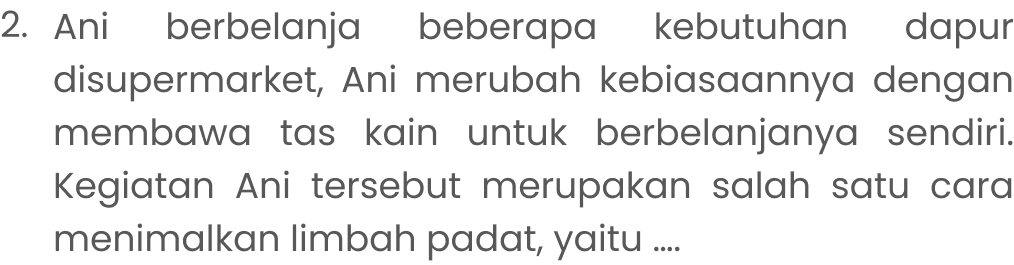 2. Ani berbelanja beberapa kebutuhan dapur
disupermarket, Ani merubah kebiasaannya dengan
membawa tas kain untuk berbelanjanya sendiri.
Kegiatan Ani tersebut merupakan salah satu cara
menimalkan limbah padat, yaitu ....